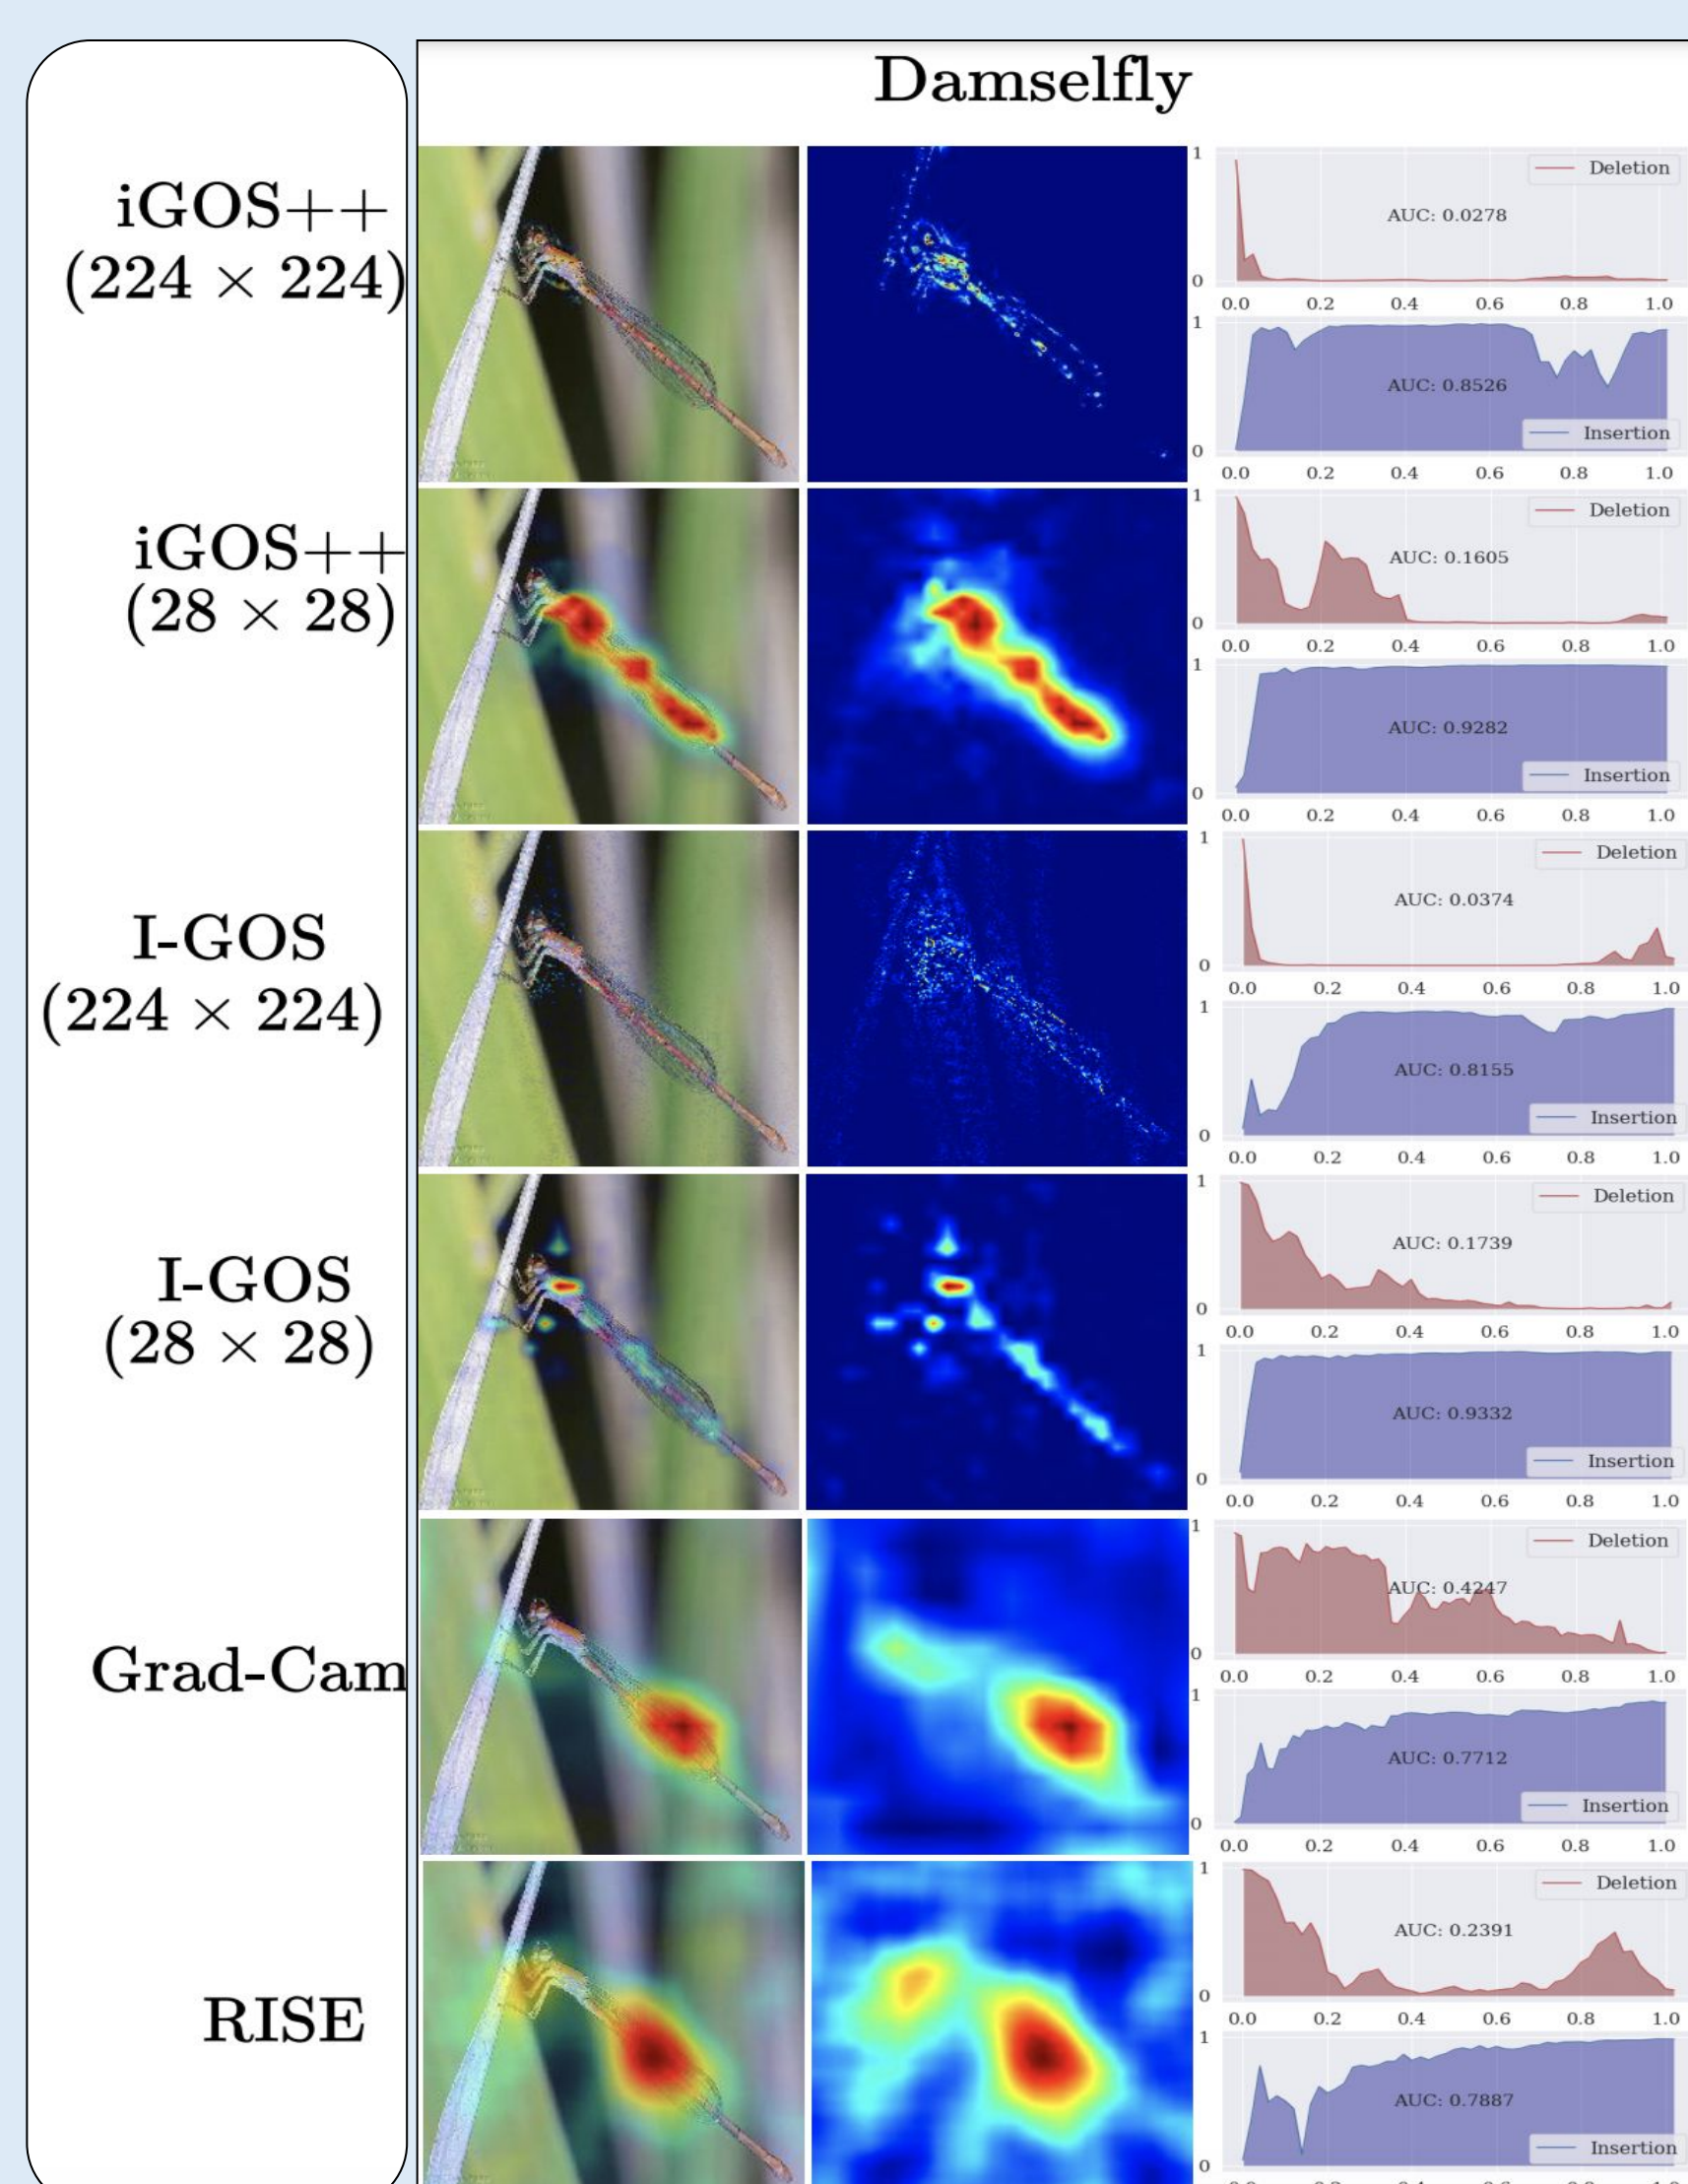 Damselfly
iGOS++
(224 × 224)
1
Deletion
AUC: 0.0278
0
0.0 0.2 0.4 0.6 0.8 1.0
1
AUC: 0.8526
Insertion
0
0.0 0.2 0.4 0.6 0.8 1.0
iGOS++
(28 × 28)
1
Deletion
AUC: 0.1605
0
0.0 0.2 0.4 0.6 0.8 1.0
1
AUC: 0.9282
Insertion
0
0.0 0.2 0.4 0.6 0.8 1.0
I-GOS
(224 × 224)
1
Deletion
AUC: 0.0374
0
0.0 0.2 0.4 0.6 0.8 1.0
1
AUC: 0.8155
Insertion
0
0.0 0.2 0.4 0.6 0.8 1.0
I-GOS
(28 × 28)
1
Deletion
AUC: 0.1739
0
0.0 0.2 0.4 0.6 0.8 1.0
1
AUC: 0.9332
Insertion
0
0.0 0.2 0.4 0.6 0.8 1.0
Grad-Cam
1
Deletion
AUC: 0.4247
0
0.0 0.2 0.4 0.6 0.8 1.0
1
AUC: 0.7712
Insertion
0
0.0 0.2 0.4 0.6 0.8 1.0
RISE
1
Deletion
AUC: 0.2391
0
0.0 0.2 0.4 0.6 0.8 1.0
1
AUC: 0.7887
Insertion
0